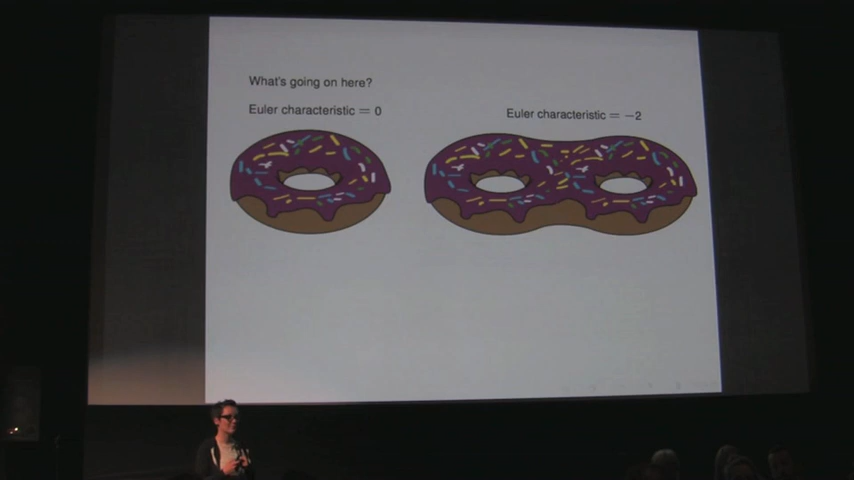 What's going on here?
Euler characteristic = 0
Euler characteristic = −2